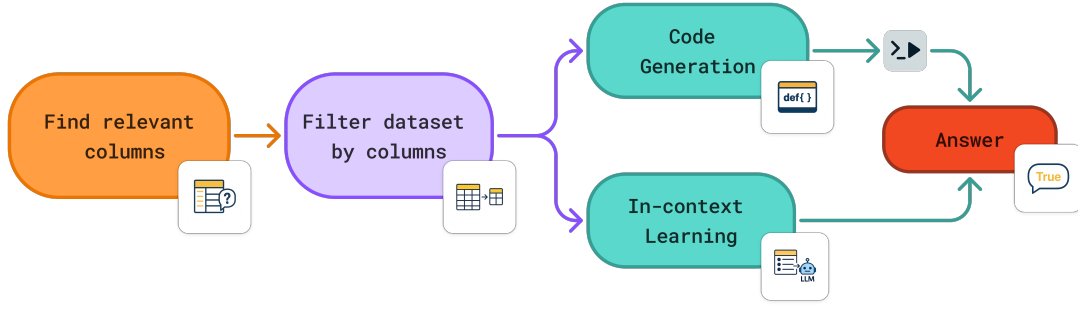 Find relevant
columns
Filter dataset
by columns
Code
Generation
def{ }
>_
In-context
Learning
LLM
Answer
True
?